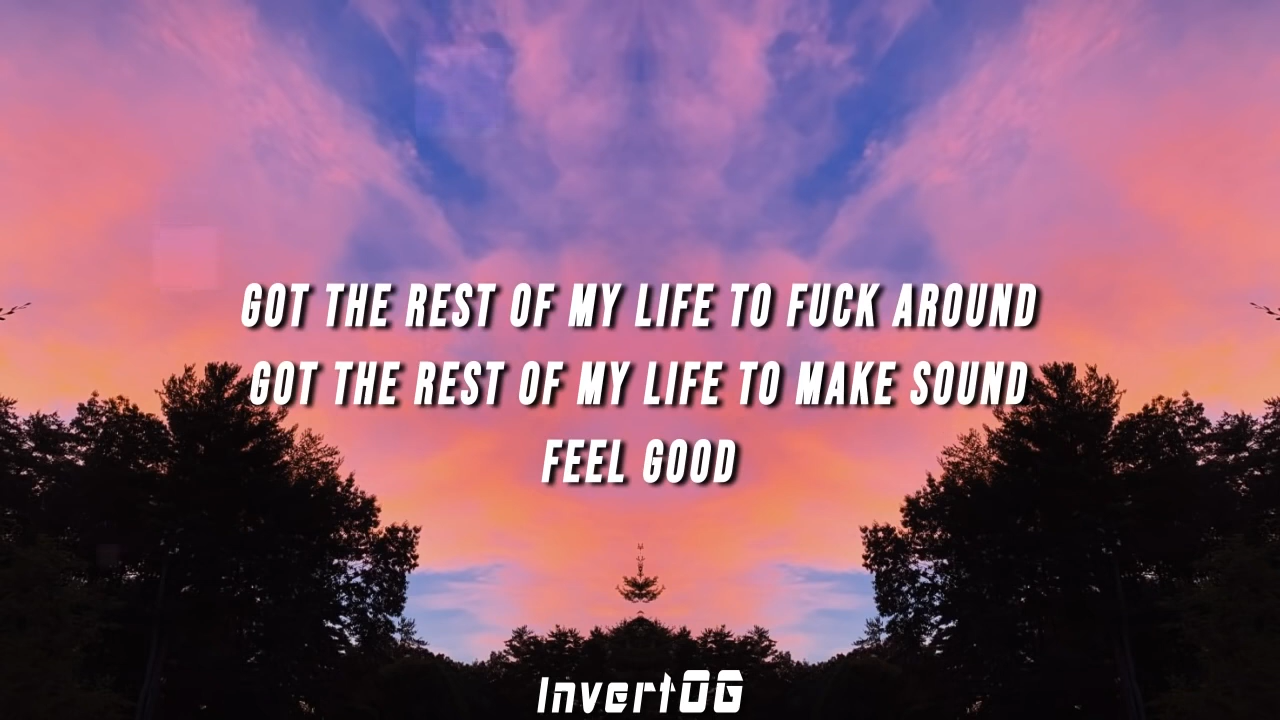 GOT THE REST OF MY LIFE TO FUCK AROUND
GOT THE REST OF MY LIFE TO MAKE SOUND
FEEL GOOD
InvertOG